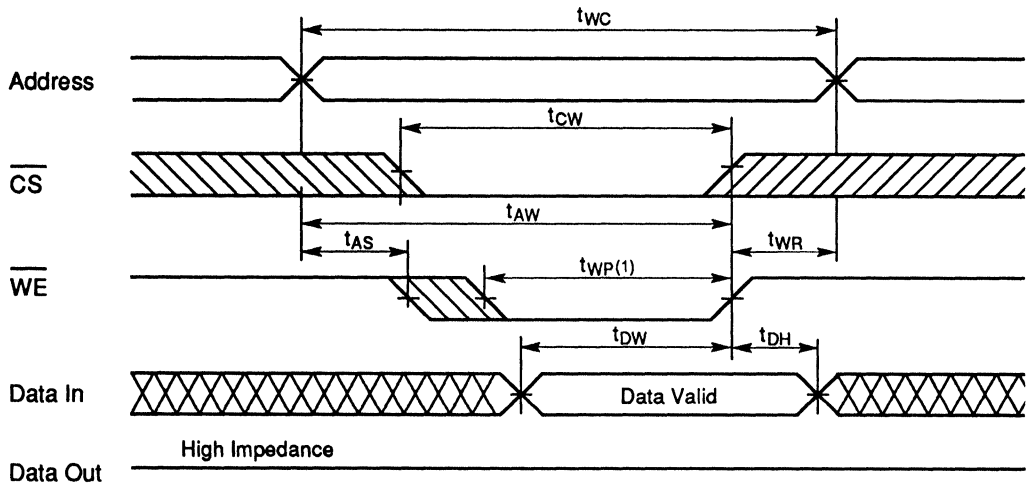 tWC
Address
tCW
CS
tAW
tAS
tWR
WE
tWP(1)
tDW
tDH
Data In
Data Valid
High Impedance
Data Out